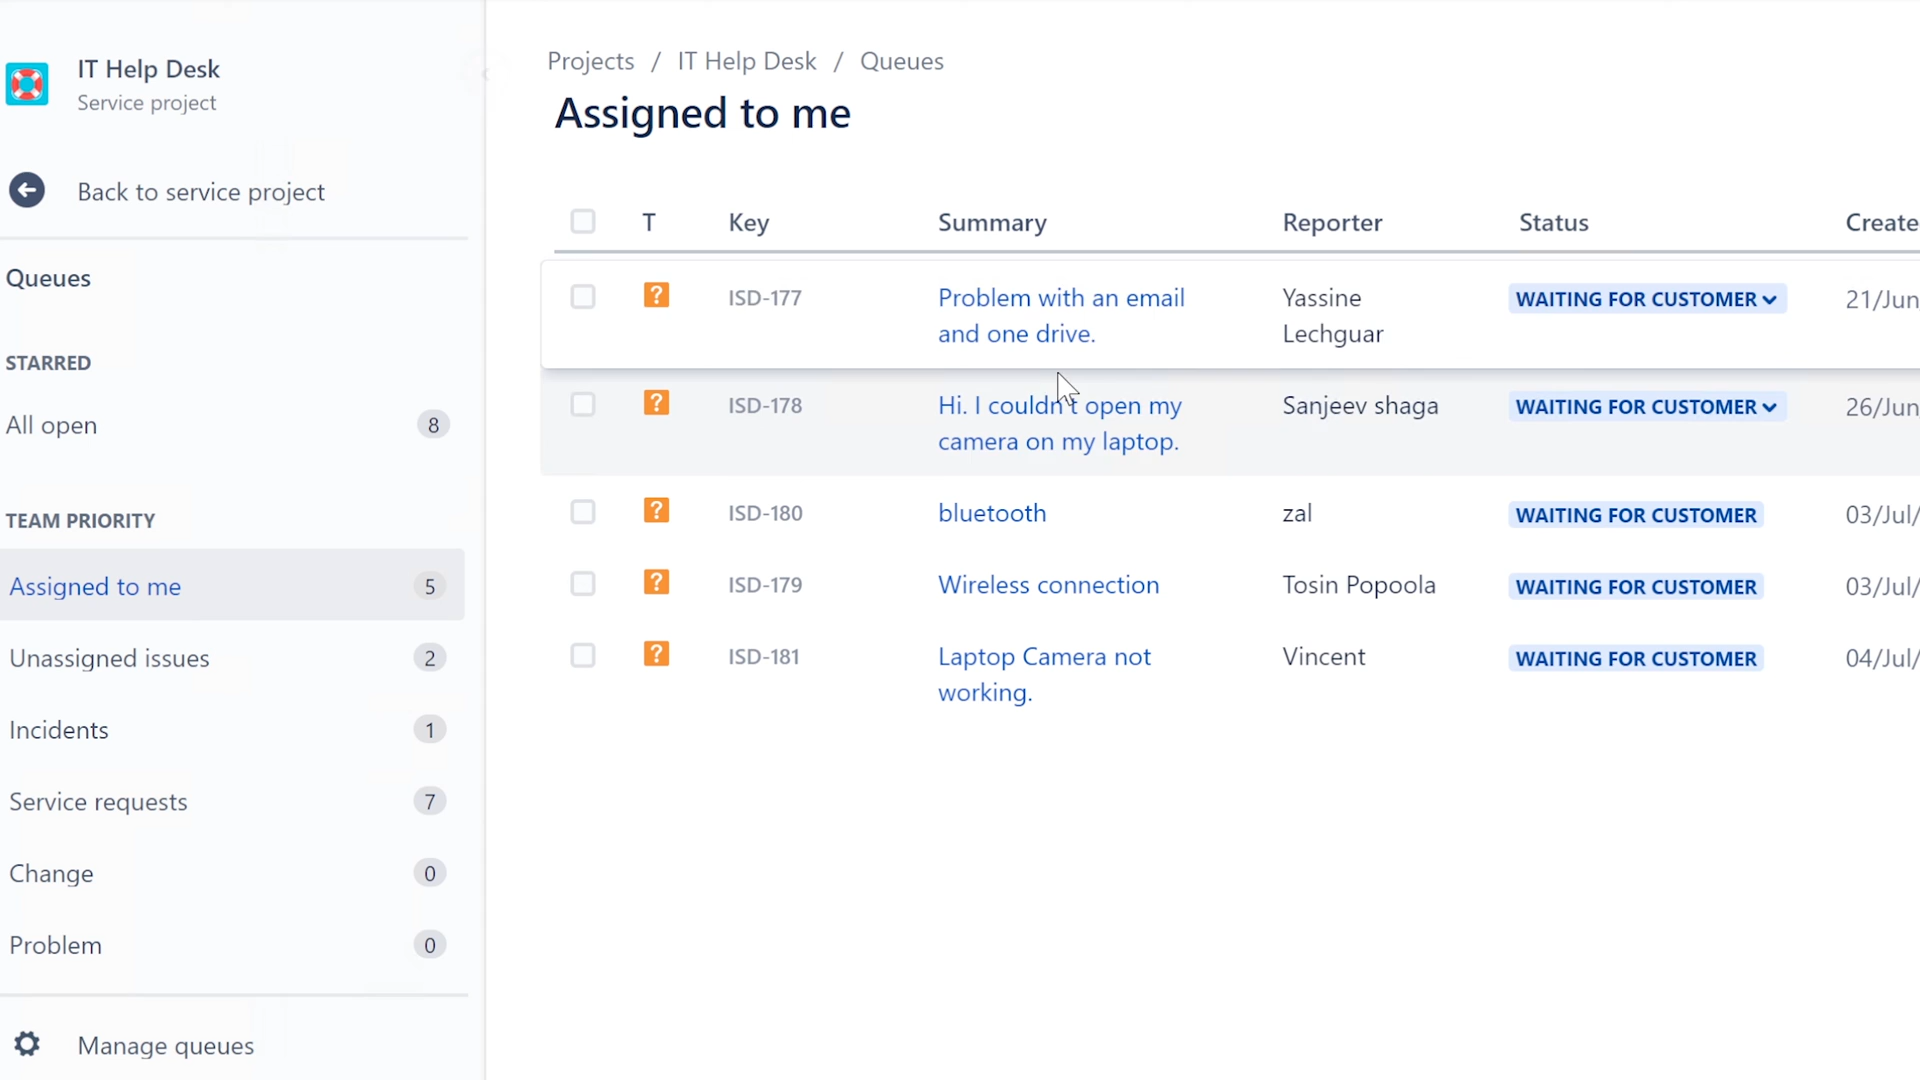 IT Help Desk
Service project
Back to service project
Queues
STARRED
All open 8
TEAM PRIORITY
Assigned to me 5
Unassigned issues 2
Incidents 1
Service requests 7
Change 0
Problem 0
Manage queues
Projects / IT Help Desk / Queues
Assigned to me
T Key Summary Reporter Status Create
? ISD-177 Problem with an email Yassine WAITING FOR CUSTOMER 21/Jun
and one drive. Lechguar
? ISD-178 Hi. I couldn't open my Sanjeev shaga WAITING FOR CUSTOMER 26/Jun
camera on my laptop.
? ISD-180 bluetooth zal WAITING FOR CUSTOMER 03/Jul/
? ISD-179 Wireless connection Tosin Popoola WAITING FOR CUSTOMER 03/Jul/
? ISD-181 Laptop Camera not Vincent WAITING FOR CUSTOMER 04/Jul/
working.